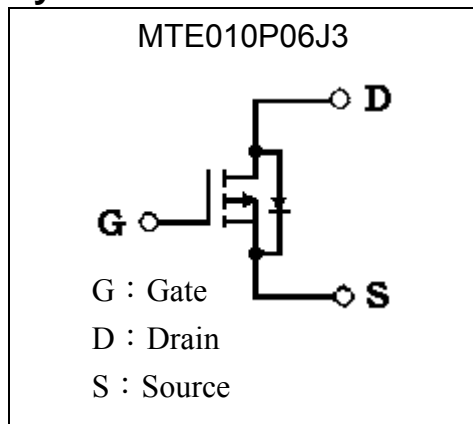 MTE010P06J3
D
G
S
G：Gate
D：Drain
S：Source